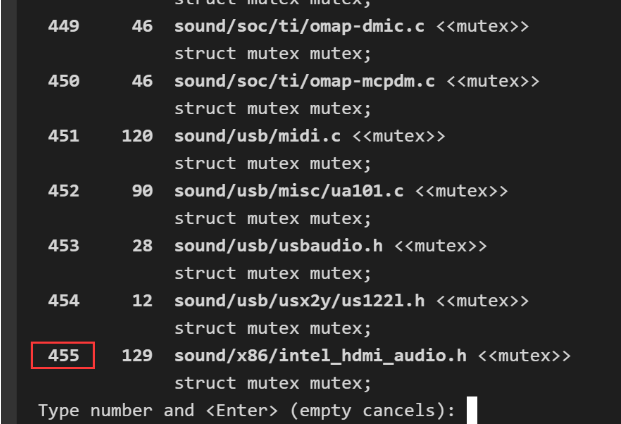 struct mutex mutex;
449 46 sound/soc/ti/omap-dmic.c <<mutex>>
struct mutex mutex;
450 46 sound/soc/ti/omap-mcpdm.c <<mutex>>
struct mutex mutex;
451 120 sound/usb/midi.c <<mutex>>
struct mutex mutex;
452 90 sound/usb/misc/ua101.c <<mutex>>
struct mutex mutex;
453 28 sound/usb/usbaudio.h <<mutex>>
struct mutex mutex;
454 12 sound/usb/usx2y/us122l.h <<mutex>>
struct mutex mutex;
455 129 sound/x86/intel_hdmi_audio.h <<mutex>>
struct mutex mutex;
Type number and <Enter> (empty cancels):